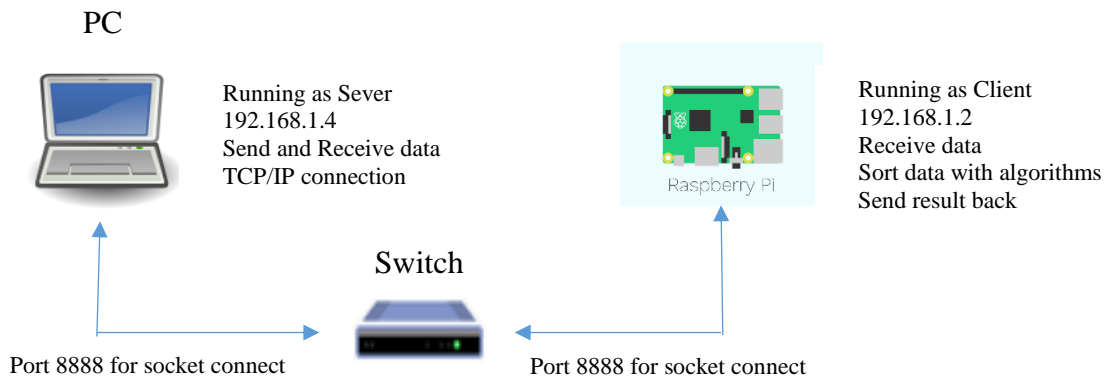 PC
Running as Sever
192.168.1.4
Send and Receive data
TCP/IP connection
Raspberry Pi
Running as Client
192.168.1.2
Receive data
Sort data with algorithms
Send result back
Switch
Port 8888 for socket connect
Port 8888 for socket connect